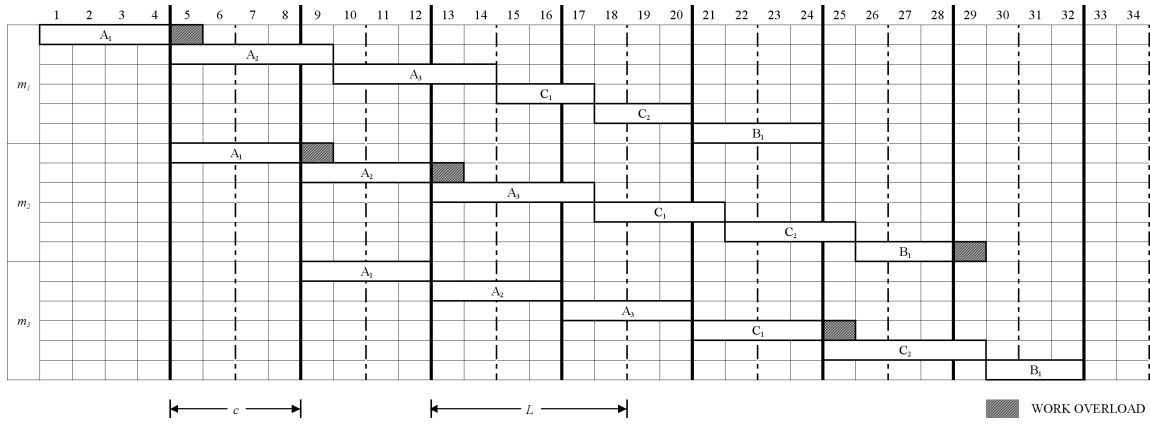 1 2 3 4 5 6 7 8 9 10 11 12 13 14 15 16 17 18 19 20 21 22 23 24 25 26 27 28 29 30 31 32 33 34
A₁
A₂
A₃
m₁
C₁
C₂
B₁
A₁
A₂
A₃
m₂
C₁
C₂
B₁
A₁
A₂
A₃
m₃
C₁
C₂
B₁
c L WORK OVERLOAD